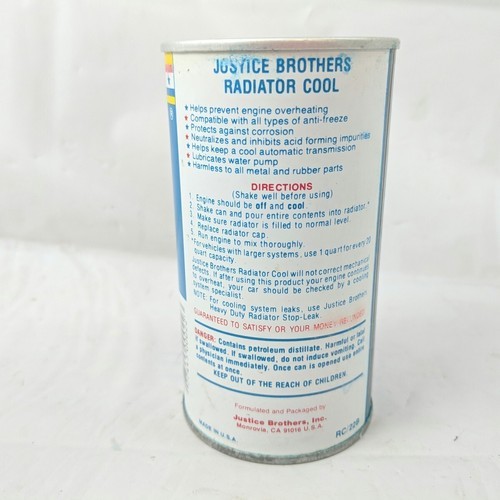 JUSTICE BROTHERS
RADIATOR COOL
★Helps prevent engine overheating
★Compatible with all types of anti-freeze
★Protects against corrosion
★Neutralizes and inhibits acid forming impurities
★Helps keep a cool automatic transmission
★Lubricates water pump
★Harmless to all metal and rubber parts
DIRECTIONS
(Shake well before using)
1. Engine should be off and cool.
2. Shake can and pour entire contents into radiator.*
3. Make sure radiator is filled to normal level.
4. Replace radiator cap.
5. Run engine to mix thoroughly.
*For vehicles with larger systems, use 1 quart for every 20
quart capacity.
Justice Brothers Radiator Cool will not correct mechanical
defects. If after using this product your engine continues
to overheat, your car should be checked by a cooling
system specialist.
NOTE: For cooling system leaks, use Justice Brothers
Heavy Duty Radiator Stop-Leak.
GUARANTEED TO SATISFY OR YOUR MONEY
DANGER: Contains petroleum distillate. Harmful or fatal
if swallowed. If swallowed, do not induce vomiting. Call
a physician immediately. Once can is opened use entire
contents at once.
KEEP OUT OF THE REACH OF CHILDREN
Formulated and Packaged by
Justice Brothers, Inc.
Monrovia, CA 91016 U.S.A.
MADE IN U.S.A.
RC/22B